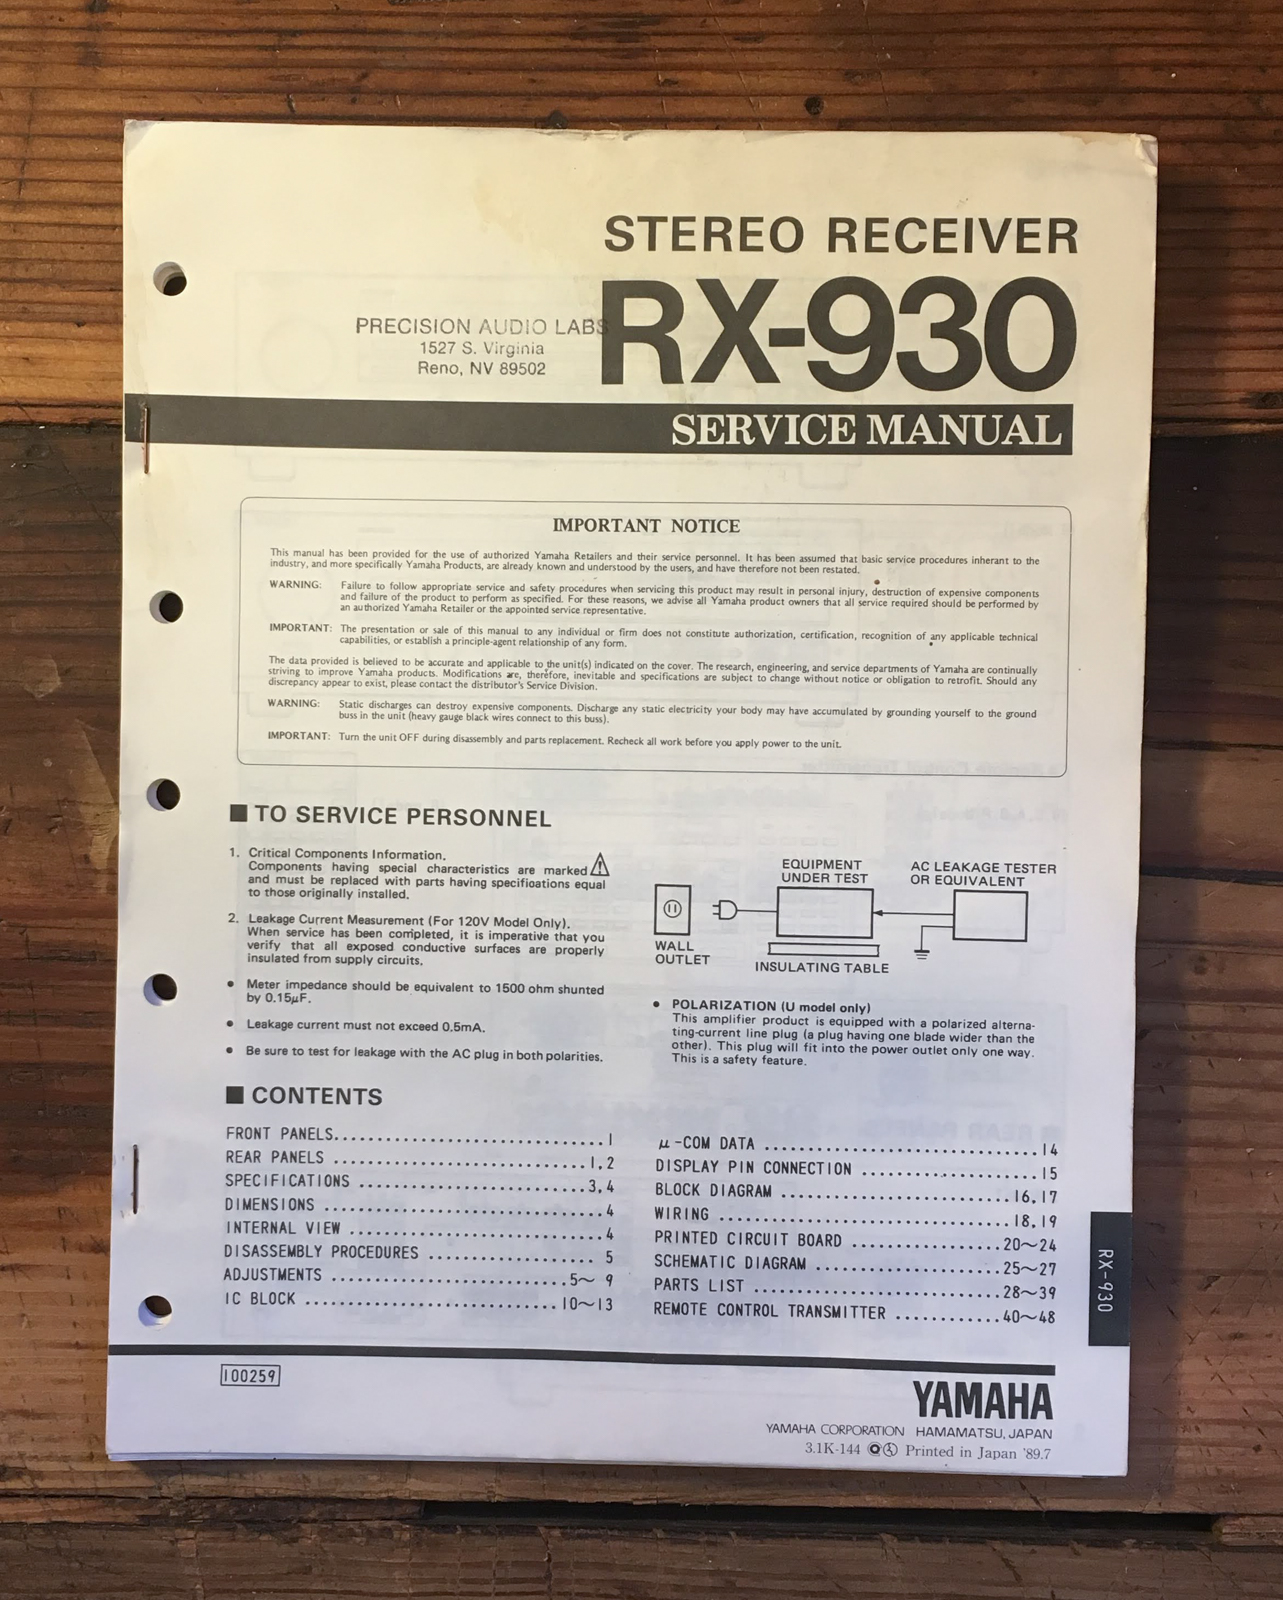 STEREO RECEIVER
RX-930
PRECISION AUDIO LABS
1527 S. Virginia
Reno, NV 89502
SERVICE MANUAL
IMPORTANT NOTICE
This manual has been provided for the use of authorized Yamaha Retailers and their service personnel. It has been assumed that basic service procedures inherant to the
industry, and more specifically Yamaha Products, are already known and understood by the users, and have therefore not been restated.
WARNING: Failure to follow appropriate service and safety procedures when servicing this product may result in personal injury, destruction of expensive components
and failure of the product to perform as specified. For these reasons, we advise all Yamaha product owners that all service required should be performed by
an authorized Yamaha Retailer or the appointed service representative.
IMPORTANT: The presentation or sale of this manual to any individual or firm does not constitute authorization, certification, recognition of any applicable technical
capabilities, or establish a principle-agent relationship of any form.
The data provided is believed to be accurate and applicable to the unit(s) indicated on the cover. The research, engineering, and service departments of Yamaha are continually
striving to improve Yamaha products. Modifications are, therefore, inevitable and specifications are subject to change without notice or obligation to retrofit. Should any
discrepancy appear to exist, please contact the distributor's Service Division.
WARNING: Static discharges can destroy expensive components. Discharge any static electricity your body may have accumulated by grounding yourself to the ground
buss in the unit (heavy gauge black wires connect to this buss).
IMPORTANT: Turn the unit OFF during disassembly and parts replacement. Recheck all work before you apply power to the unit.
■ TO SERVICE PERSONNEL
1. Critical Components Information.
Components having special characteristics are marked ⚠
and must be replaced with parts having specifications equal
to those originally installed.
2. Leakage Current Measurement (For 120V Model Only).
When service has been completed, it is imperative that you
verify that all exposed conductive surfaces are properly
insulated from supply circuits.
● Meter impedance should be equivalent to 1500 ohm shunted
by 0.15μF.
● Leakage current must not exceed 0.5mA.
● Be sure to test for leakage with the AC plug in both polarities.
EQUIPMENT
UNDER TEST
AC LEAKAGE TESTER
OR EQUIVALENT
WALL
OUTLET
INSULATING TABLE
● POLARIZATION (U model only)
This amplifier product is equipped with a polarized alterna-
ting-current line plug (a plug having one blade wider than the
other). This plug will fit into the power outlet only one way.
This is a safety feature.
■ CONTENTS
FRONT PANELS............................1
REAR PANELS ..........................1, 2
SPECIFICATIONS .......................3, 4
DIMENSIONS ............................4
INTERNAL VIEW .........................4
DISASSEMBLY PROCEDURES ................. 5
ADJUSTMENTS ........................5~ 9
IC BLOCK ..........................10~13
μ-COM DATA ............................14
DISPLAY PIN CONNECTION ..................15
BLOCK DIAGRAM .......................16, 17
WIRING .............................18, 19
PRINTED CIRCUIT BOARD ...............20~24
SCHEMATIC DIAGRAM ...................25~27
PARTS LIST .........................28~39
REMOTE CONTROL TRANSMITTER ...........40~48
RX-930
100259
YAMAHA
YAMAHA CORPORATION HAMAMATSU, JAPAN
3.1K-144 Printed in Japan '89.7